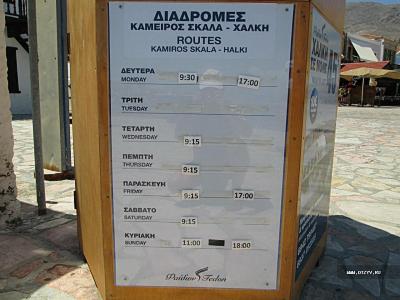 ΔΙΑΔΡΟΜΕΣ
ΚΑΜΕΙΡΟΣ ΣΚΑΛΑ - ΧΑΛΚΗ
ROUTES
KAMIROS SKALA - HALKI
ΔΕΥΤΕΡΑ
MONDAY 9:30 17:00
ΤΡΙΤΗ
TUESDAY
ΤΕΤΑΡΤΗ
WEDNESDAY 9:15
ΠΕΜΠΤΗ
THURSDAY 9:15
ΠΑΡΑΣΚΕΥΗ
FRIDAY 9:15 17:00
ΣΑΒΒΑΤΟ
SATURDAY 9:15
ΚΥΡΙΑΚΗ
SUNDAY 11:00 18:00
Fedon
www.otzyv.ru